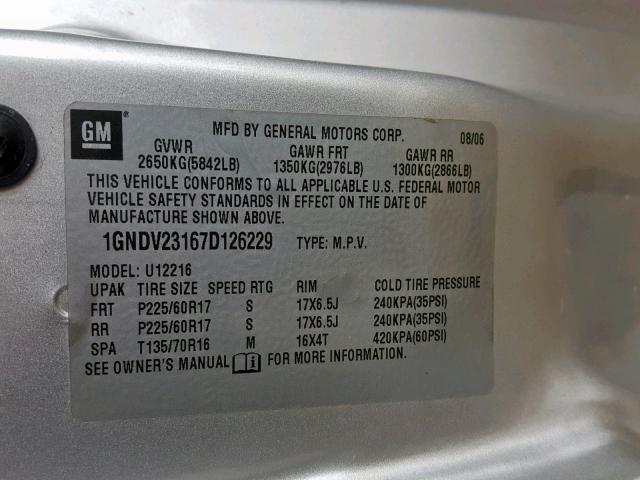 GM
MFD BY GENERAL MOTORS CORP. 08/06
GVWR GAWR FRT GAWR RR
2650KG(5842LB) 1350KG(2976LB) 1300KG(2866LB)
THIS VEHICLE CONFORMS TO ALL APPLICABLE U.S. FEDERAL MOTOR
VEHICLE SAFETY STANDARDS IN EFFECT ON THE DATE OF
MANUFACTURE SHOWN ABOVE.
1GNDV23167D126229 TYPE: M.P.V.
MODEL: U12216
UPAK TIRE SIZE SPEED RTG RIM COLD TIRE PRESSURE
FRT P225/60R17 S 17X6.5J 240KPA(35PSI)
RR P225/60R17 S 17X6.5J 240KPA(35PSI)
SPA T135/70R16 M 16X4T 420KPA(60PSI)
SEE OWNER'S MANUAL FOR MORE INFORMATION.